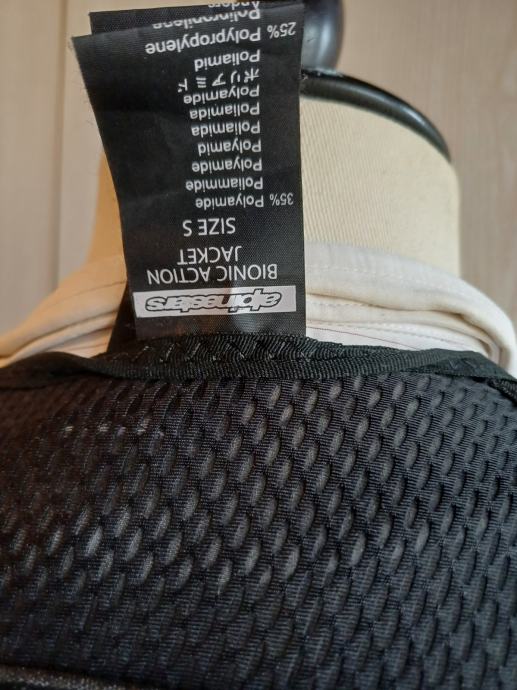 alpinestars
BIONIC ACTION
JACKET
SIZE S
35% Polyamide
Poliammide
Polyamide
Polyamid
Poliamida
Poliamida
Polyamide
ポリアミド
Poliamid
25% Polypropylene
Polipropilene